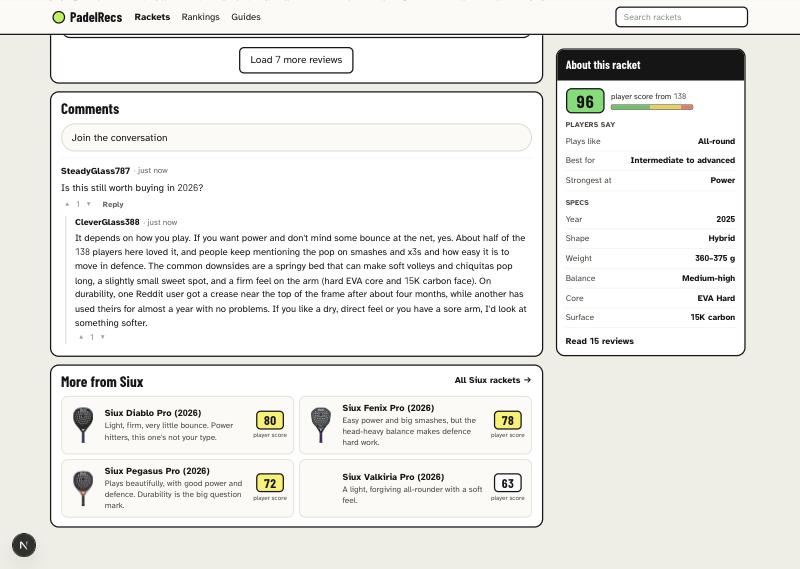 PadelRecs
Rackets
Rankings
Guides
Search rackets
Load 7 more reviews
Comments
Join the conversation
SteadyGlass787 · just now
Is this still worth buying in 2026?
▲ 1 ▼ Reply
CleverGlass388 · just now
It depends on how you play. If you want power and don't mind some bounce at the net, yes. About half of the
138 players here loved it, and people keep mentioning the pop on smashes and x3s and how easy it is to
move in defence. The common downsides are a springy bed that can make soft volleys and chiquitas pop
long, a slightly small sweet spot, and a firm feel on the arm (hard EVA core and 15K carbon face). On
durability, one Reddit user got a crease near the top of the frame after about four months, while another has
used theirs for almost a year with no problems. If you like a dry, direct feel or you have a sore arm, I'd look at
something softer.
▲ 1 ▼
More from Siux
All Siux rackets →
Siux Diablo Pro (2026)
Light, firm, very little bounce. Power
hitters, this one's not your type.
80
player score
Siux Fenix Pro (2026)
Easy power and big smashes, but the
head-heavy balance makes defence
hard work.
78
player score
Siux Pegasus Pro (2026)
Plays beautifully, with good power and
defence. Durability is the big question
mark.
72
player score
Siux Valkiria Pro (2026)
A light, forgiving all-rounder with a soft
feel.
63
player score
About this racket
96
player score from 138
PLAYERS SAY
Plays like All-round
Best for Intermediate to advanced
Strongest at Power
SPECS
Year 2025
Shape Hybrid
Weight 360–375 g
Balance Medium-high
Core EVA Hard
Surface 15K carbon
Read 15 reviews
N